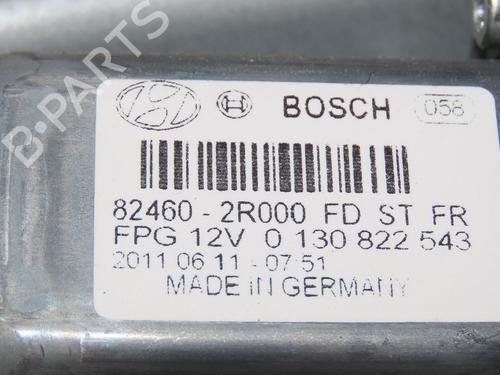 BOSCH 058
82460 - 2R000 FD ST FR
FPG 12V 0 130 822 543
2011 06 11 - 07:51
MADE IN GERMANY
B-PARTS